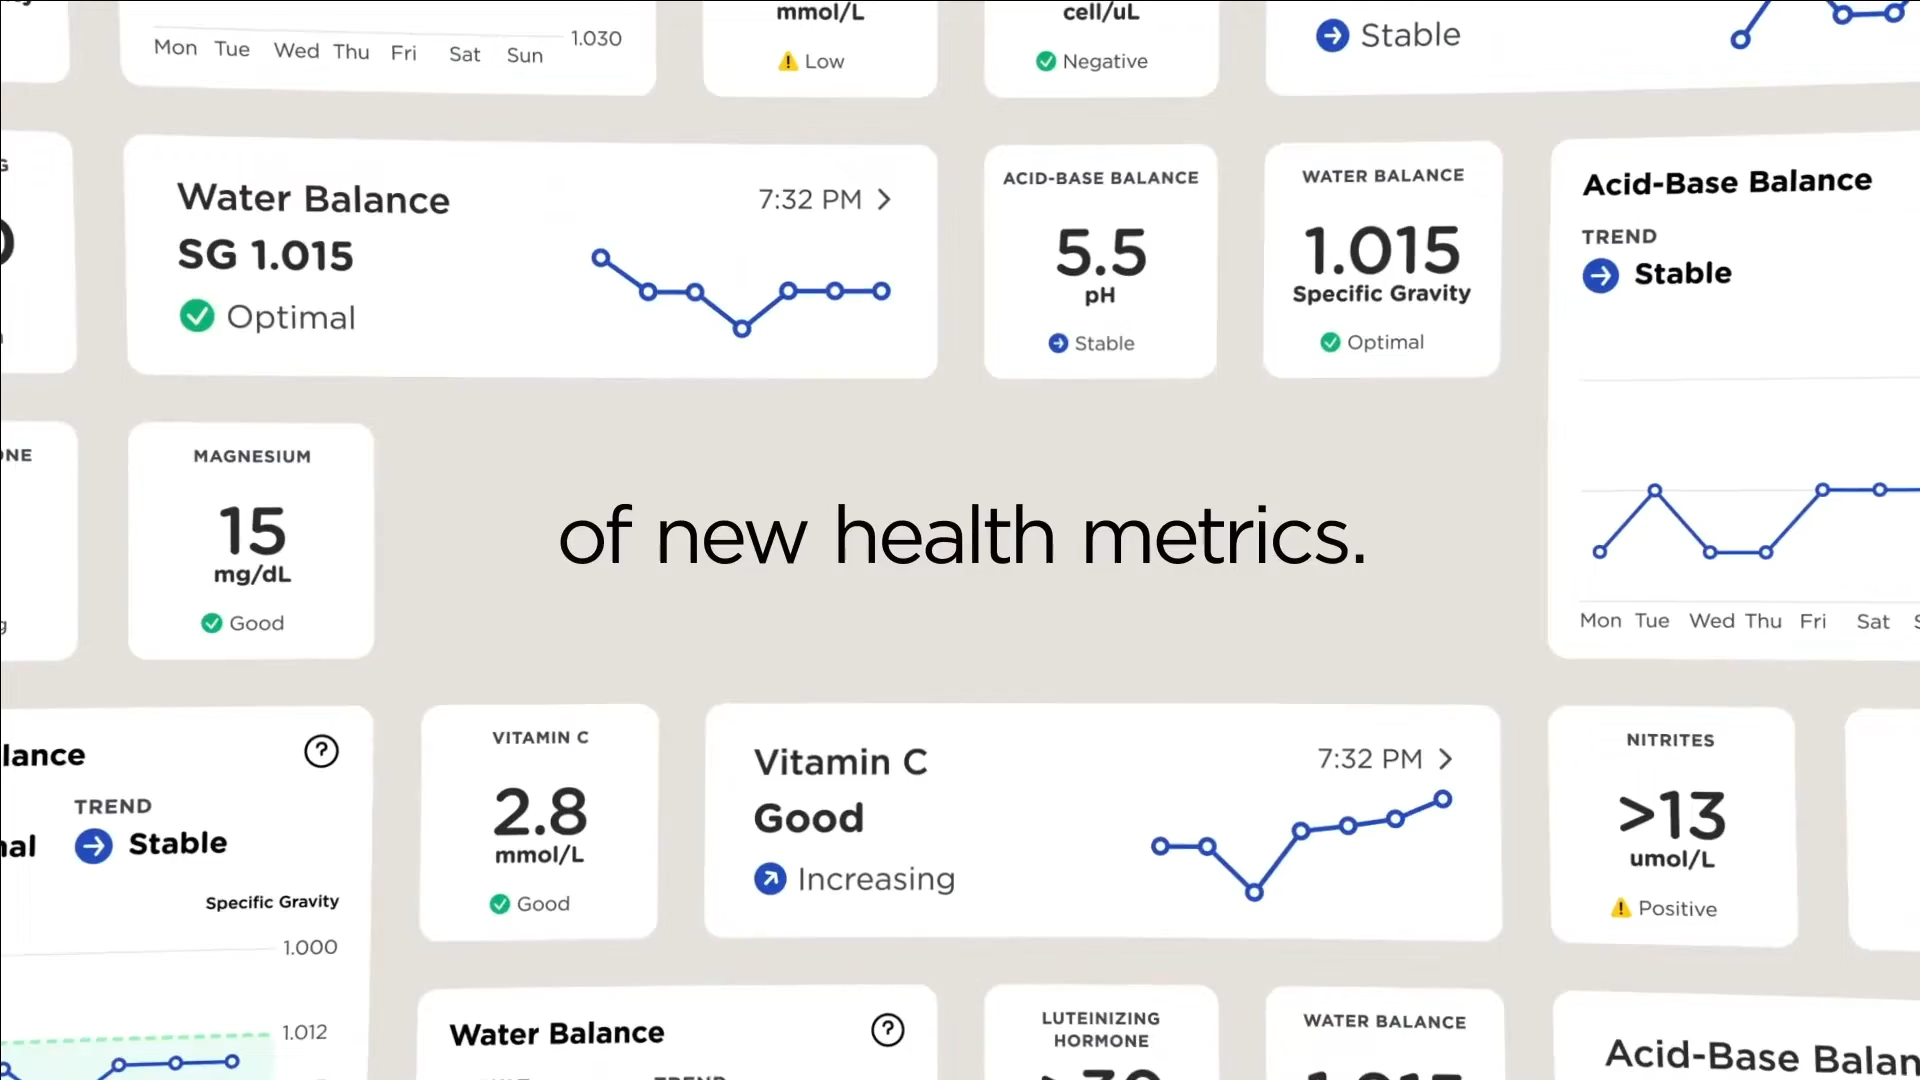 mmol/L
cell/uL
1.030
Mon Tue Wed Thu Fri Sat Sun
Low
Negative
Stable
Water Balance
7:32 PM
SG 1.015
Optimal
ACID-BASE BALANCE
5.5
pH
Stable
WATER BALANCE
1.015
Specific Gravity
Optimal
Acid-Base Balance
TREND
Stable
Mon Tue Wed Thu Fri Sat
MAGNESIUM
15
mg/dL
Good
of new health metrics.
lance
TREND
Stable
Specific Gravity
1.000
1.012
VITAMIN C
2.8
mmol/L
Good
Vitamin C
7:32 PM
Good
Increasing
NITRITES
>13
umol/L
Positive
Water Balance
LUTEINIZING
HORMONE
WATER BALANCE
Acid-Base Balan